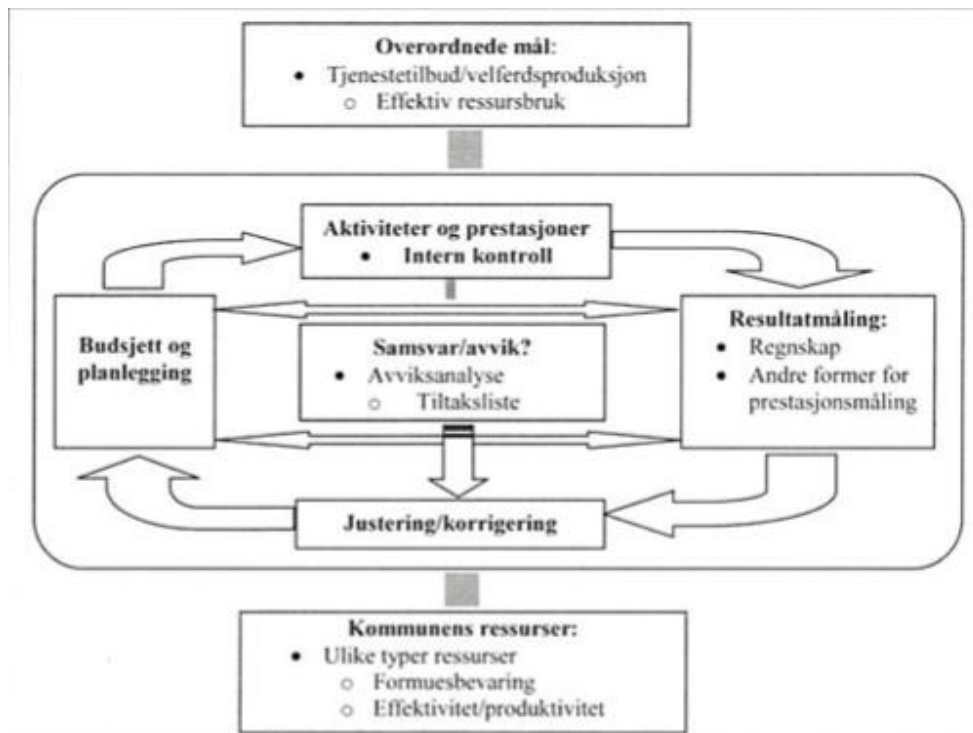 Overordnede mål:
• Tjenestetilbud/velferdsproduksjon
○ Effektiv ressursbruk
Aktiviteter og prestasjoner
• Intern kontroll
Budsjett og
planlegging
Samsvar/avvik?
• Avviksanalyse
○ Tiltaksliste
Resultatmåling:
• Regnskap
• Andre former for
prestasjonsmåling
Justering/korrigering
Kommunens ressurser:
• Ulike typer ressurser
○ Formuesbevaring
○ Effektivitet/produktivitet